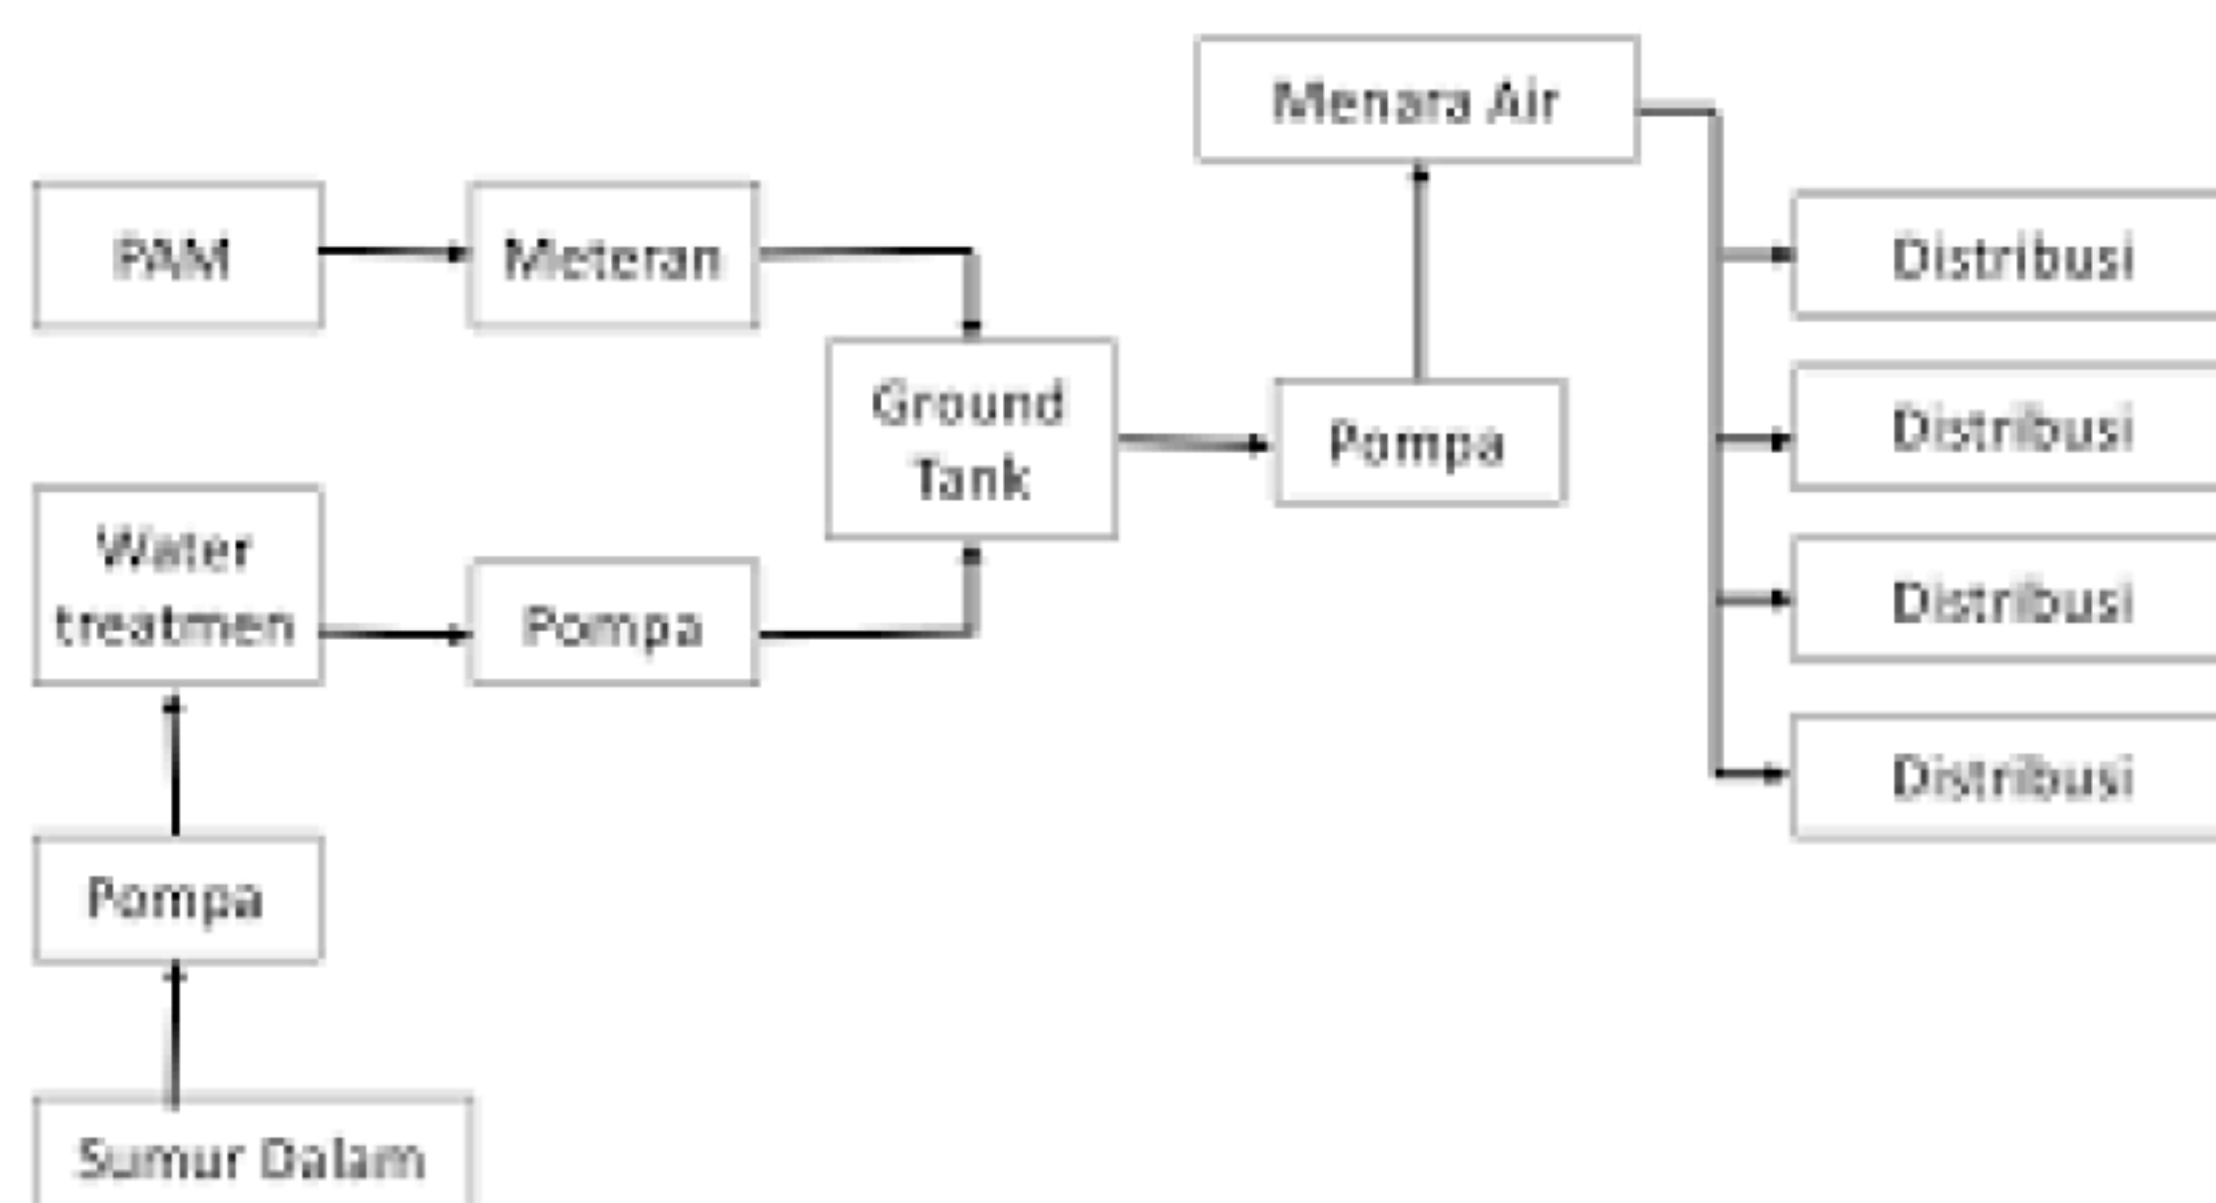 Menara Air
PAM
Meteran
Distribusi
Ground
Tank
Pompa
Distribusi
Water
treatmen
Pompa
Distribusi
Distribusi
Pompa
Sumur Dalam